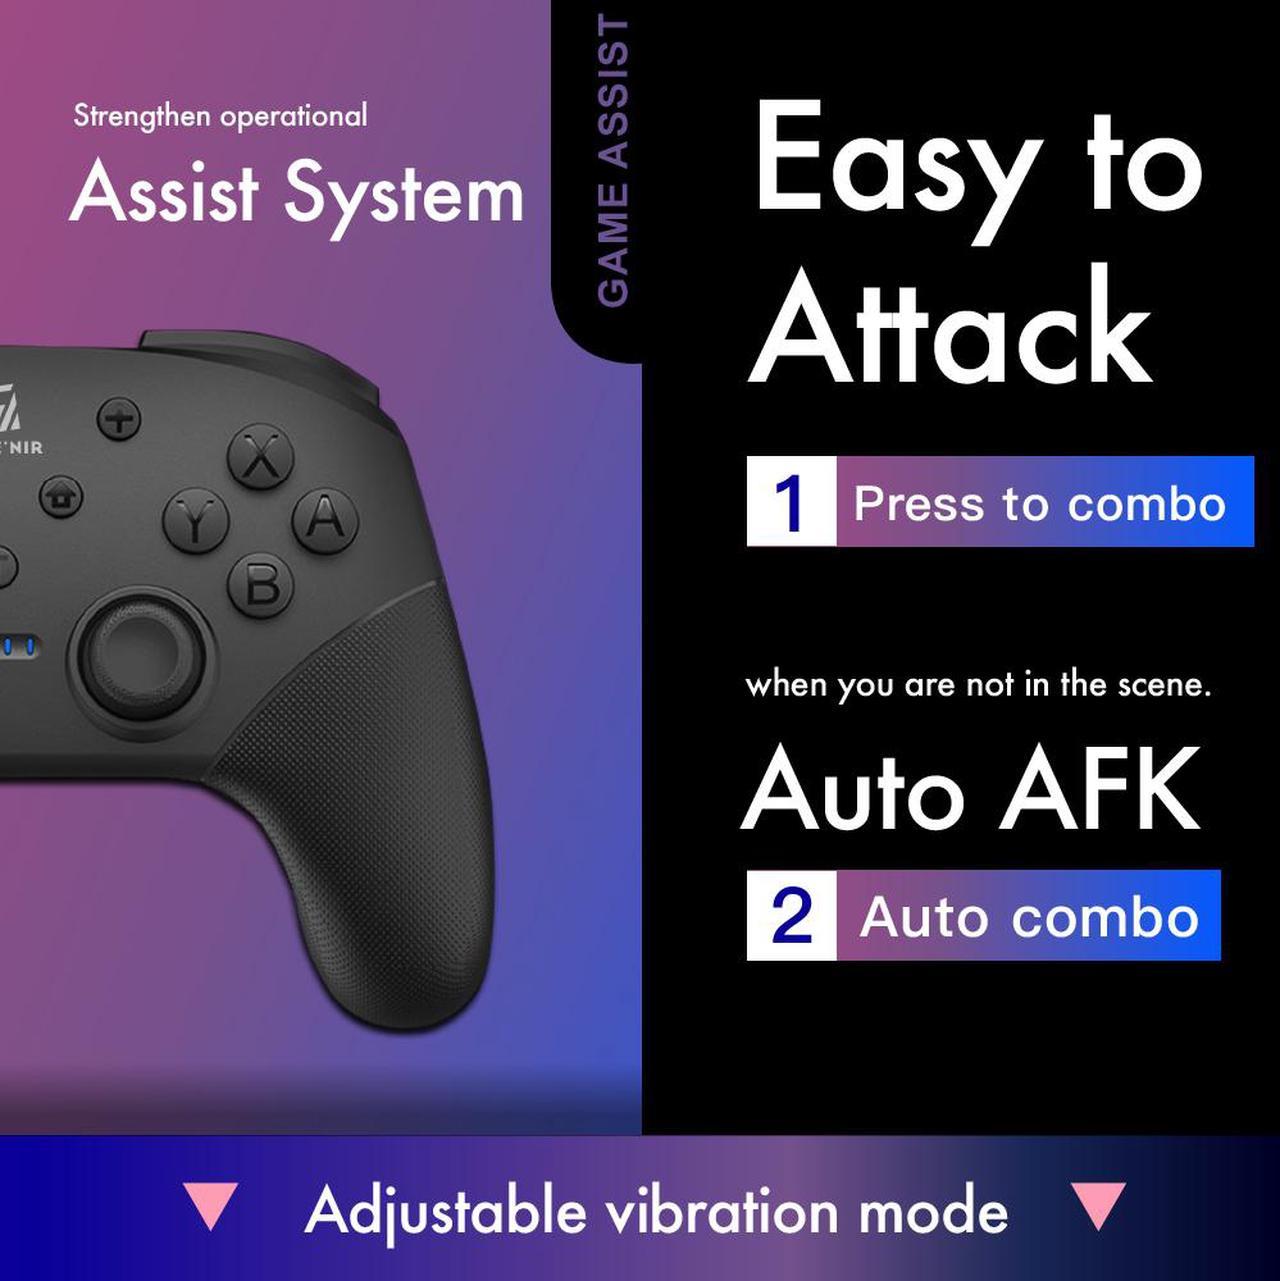 Strengthen operational
Assist System
GAME ASSIST
Easy to
Attack
1 Press to combo
when you are not in the scene.
Auto AFK
2 Auto combo
X
Y
A
B
Adjustable vibration mode